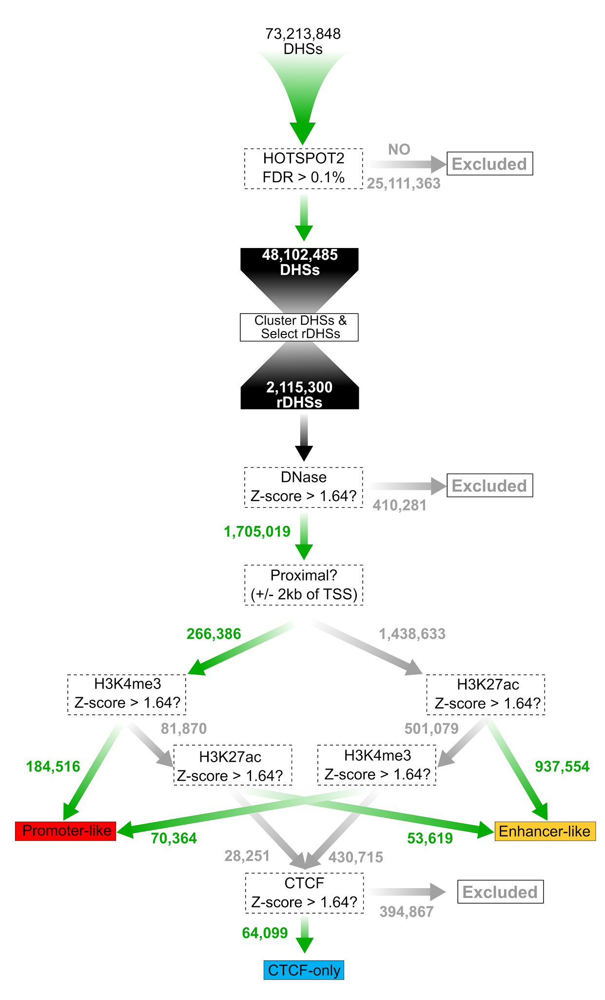 73,213,848
DHSs
HOTSPOT2
FDR > 0.1%
NO
25,111,363
Excluded
48,102,485
DHSs
Cluster DHSs &
Select rDHSs
2,115,300
rDHSs
DNase
Z-score > 1.64?
410,281
Excluded
1,705,019
Proximal?
(+/- 2kb of TSS)
266,386
1,438,633
H3K4me3
Z-score > 1.64?
H3K27ac
Z-score > 1.64?
81,870
501,079
184,516
H3K27ac
Z-score > 1.64?
H3K4me3
Z-score > 1.64?
937,554
Promoter-like
70,364
53,619
Enhancer-like
28,251
430,715
CTCF
Z-score > 1.64?
394,867
Excluded
64,099
CTCF-only